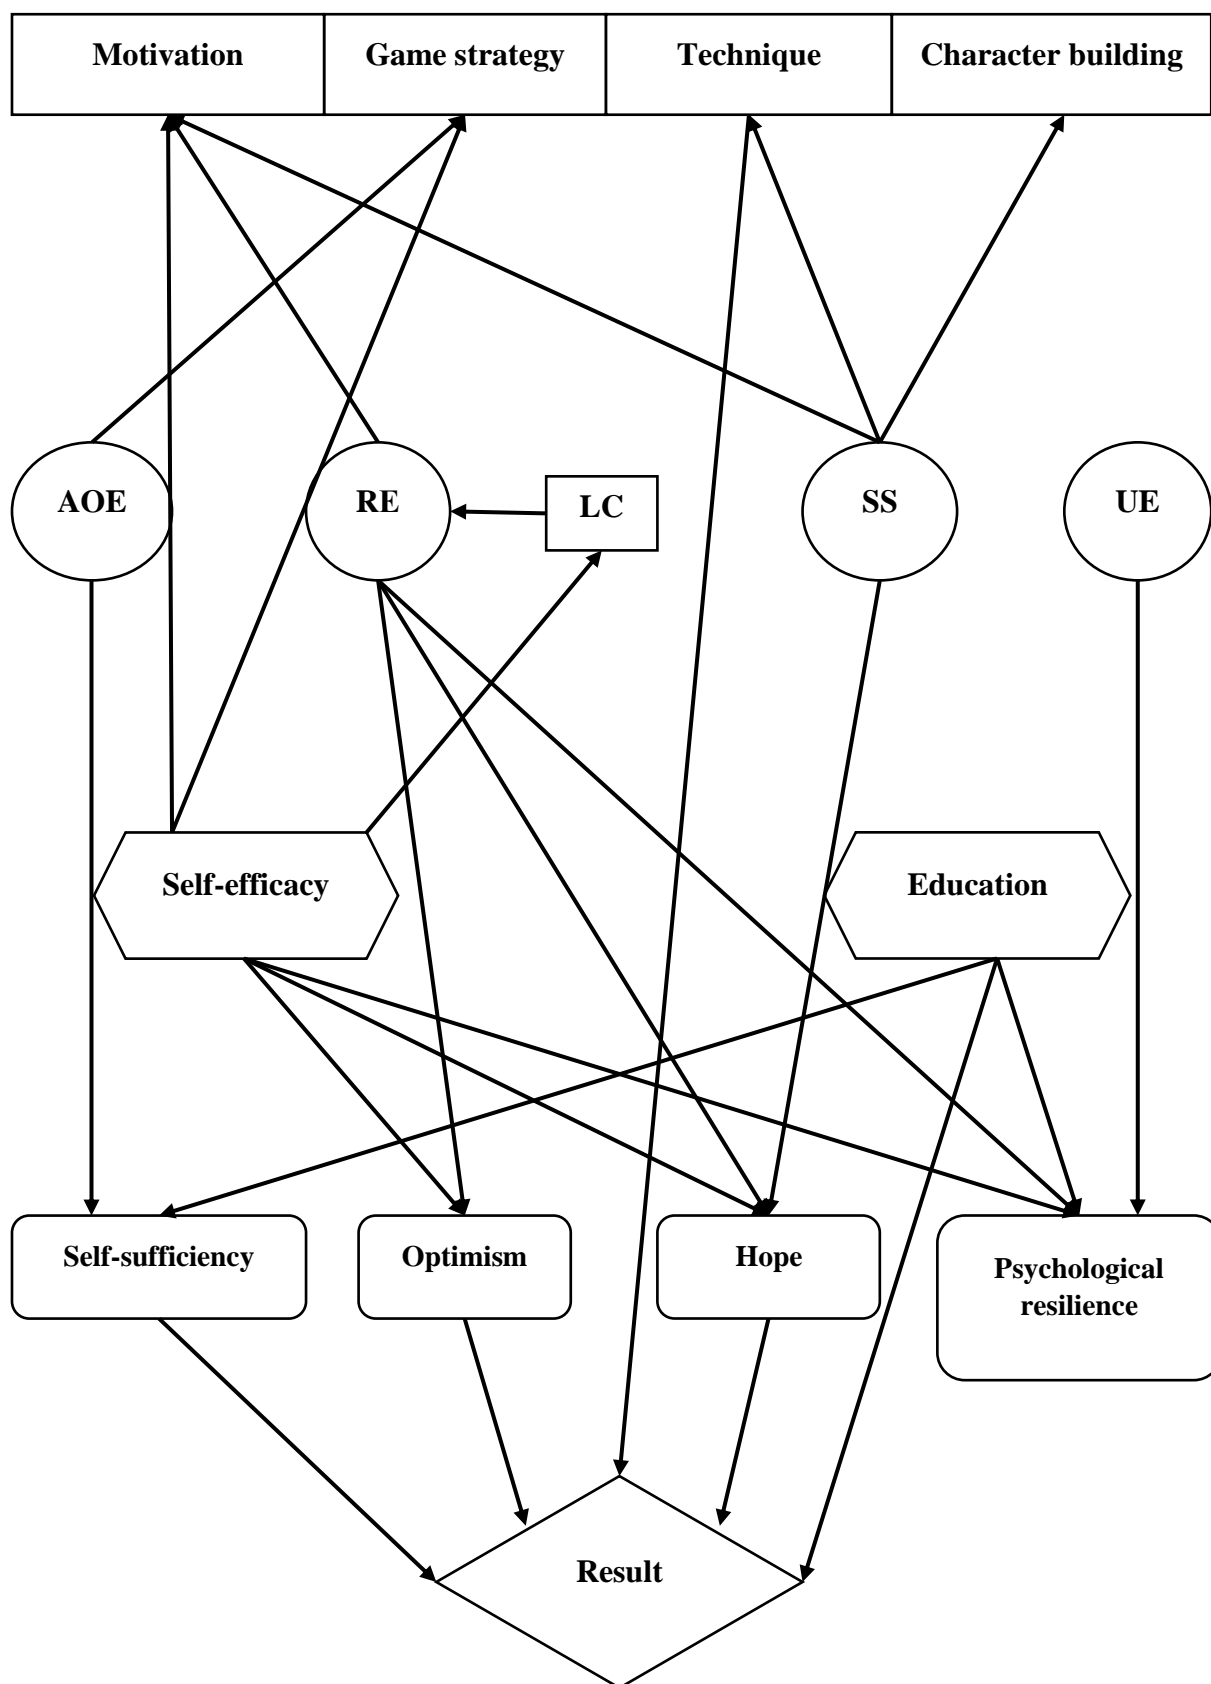 Motivation
Game strategy
Technique
Character building
AOE
RE
LC
SS
UE
Self-efficacy
Education
Self-sufficiency
Optimism
Hope
Psychological
resilience
Result